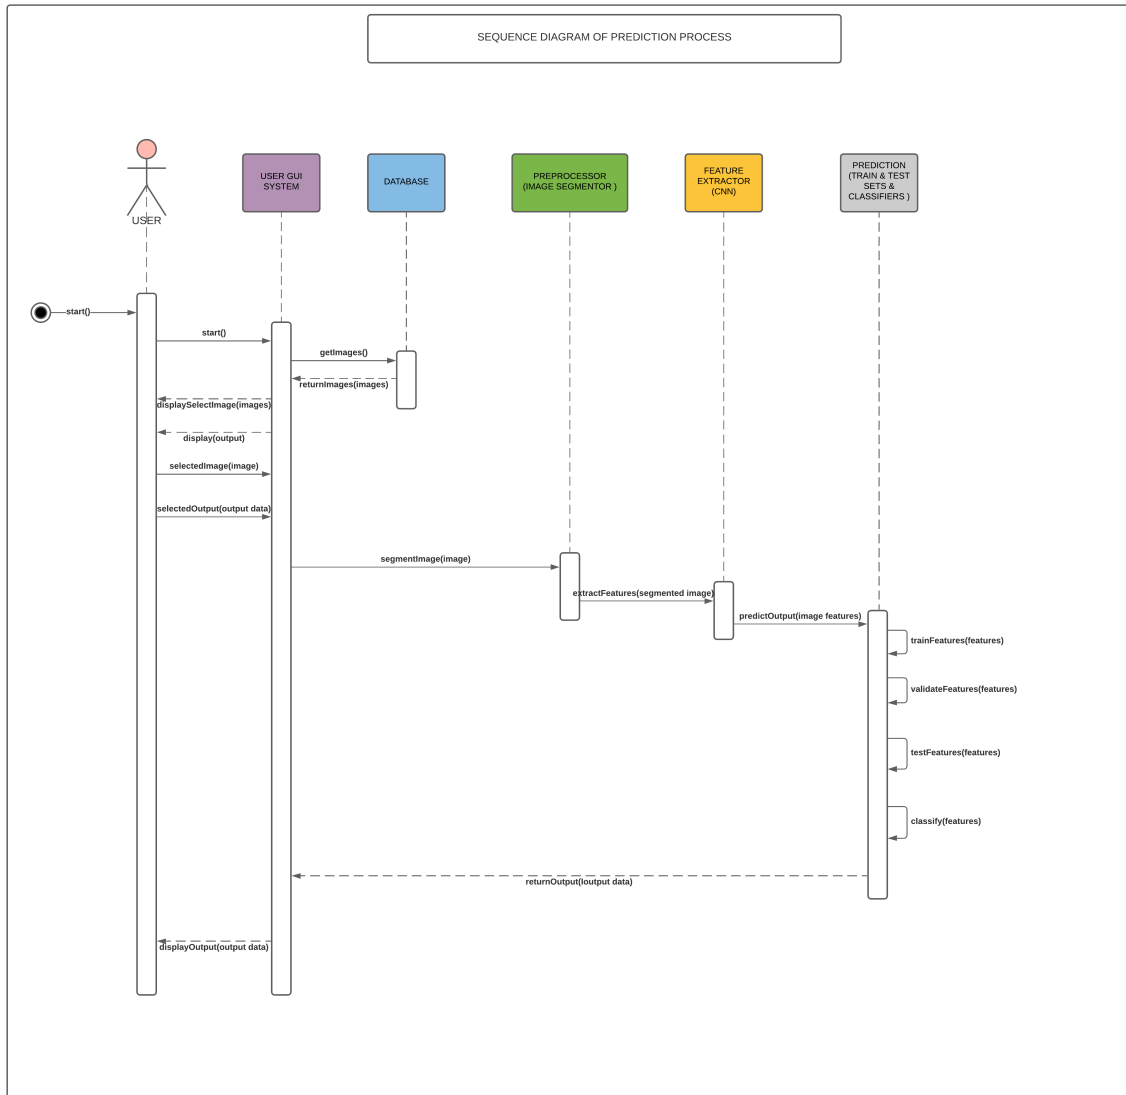 SEQUENCE DIAGRAM OF PREDICTION PROCESS
USER
USER GUI
SYSTEM
DATABASE
PREPROCESSOR
(IMAGE SEGMENTOR )
FEATURE
EXTRACTOR
(CNN)
PREDICTION
(TRAIN & TEST
SETS &
CLASSIFIERS )
start()
start()
getImages()
returnImages(images)
displaySelectImage(images)
display(output)
selectedImage(image)
selectedOutput(output data)
segmentImage(image)
extractFeatures(segmented image)
predictOutput(image features)
trainFeatures(features)
validateFeatures(features)
testFeatures(features)
classify(features)
returnOutput(Ioutput data)
displayOutput(output data)